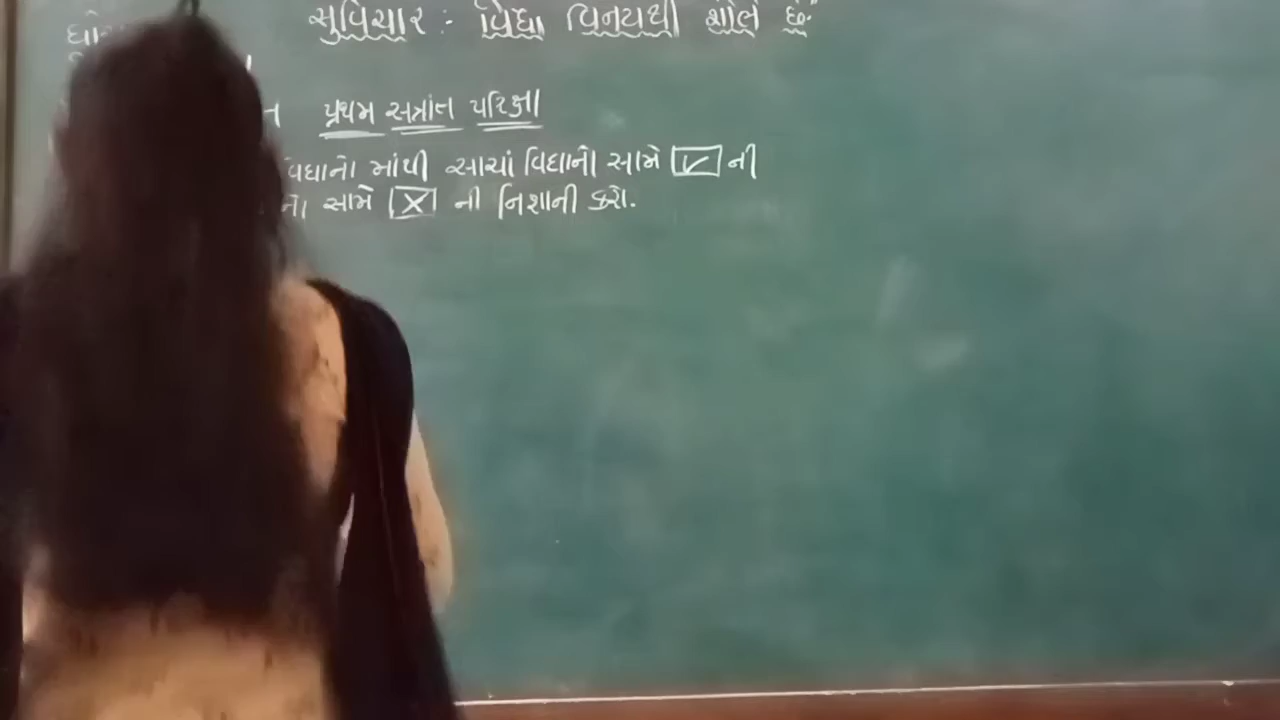 ધો સુવિચાર : વિદ્યા વિનયથી શોભે છે.
પ્રથમ સત્રાંત પરિક્ષા
વિધાનો માંથી સાચાં વિધાનો સામે ની
સામે ની નિશાની કરો.